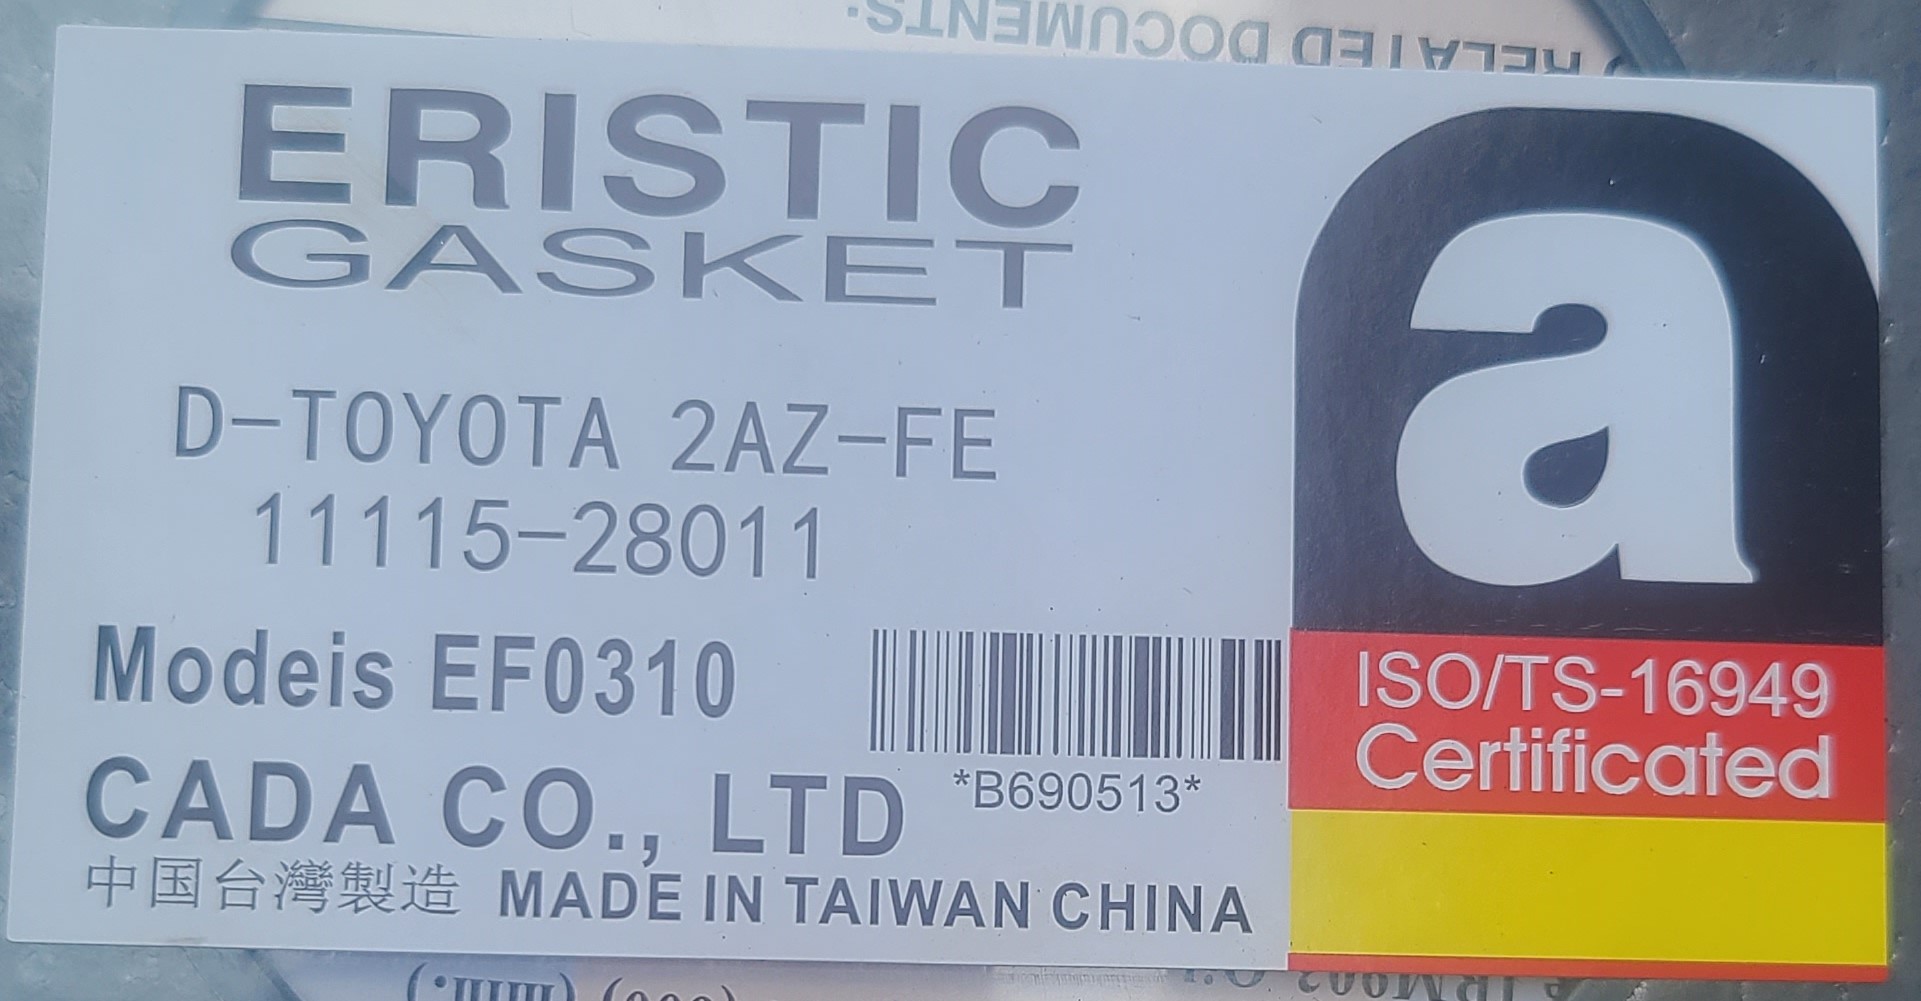 RELATED DOCUMENTS:
ERISTIC
GASKET
D-TOYOTA 2AZ-FE
11115-28011
Modeis EF0310
*B690513*
CADA CO., LTD
中国台灣製造 MADE IN TAIWAN CHINA
a
ISO/TS-16949
Certificated